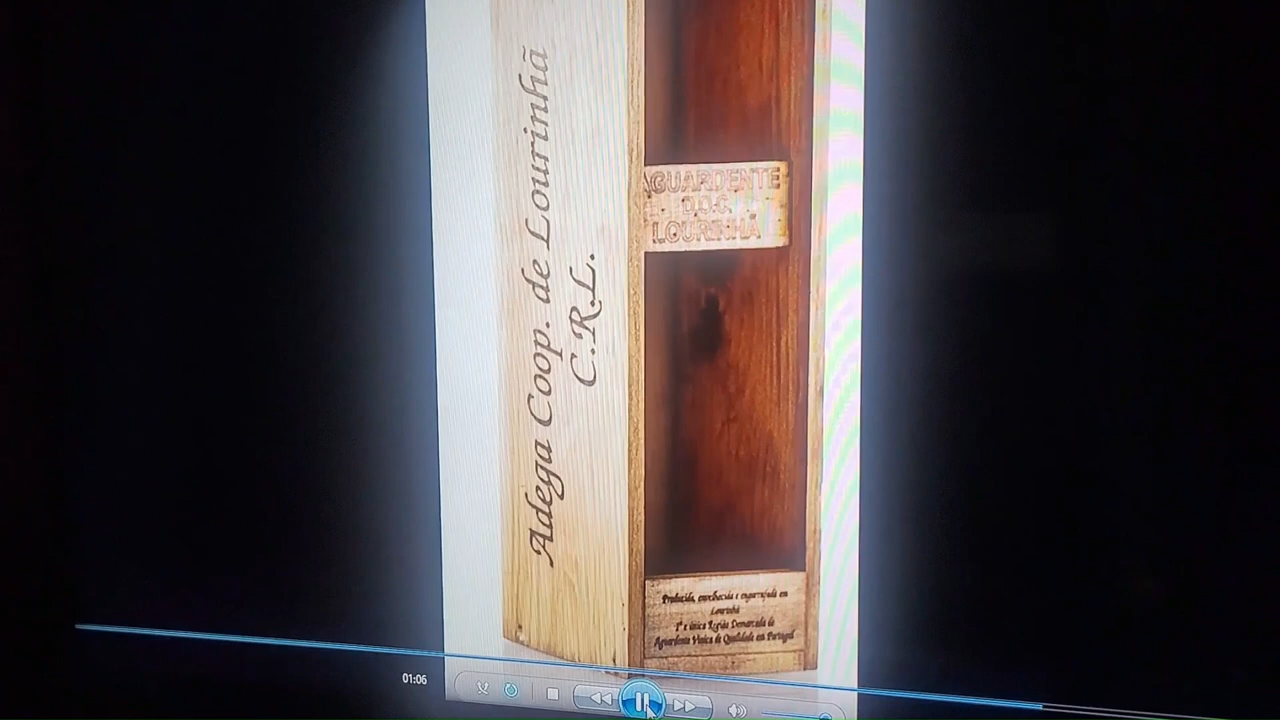 Adega Coop. de Lourinhã
C.R.L.
AGUARDENTE
D.O.C.
LOURINHÃ
Produzida, envelhecida e engarrafada em
Lourinhã
1ª e única Região Demarcada de
Aguardente Vínica de Qualidade em Portugal
01:06